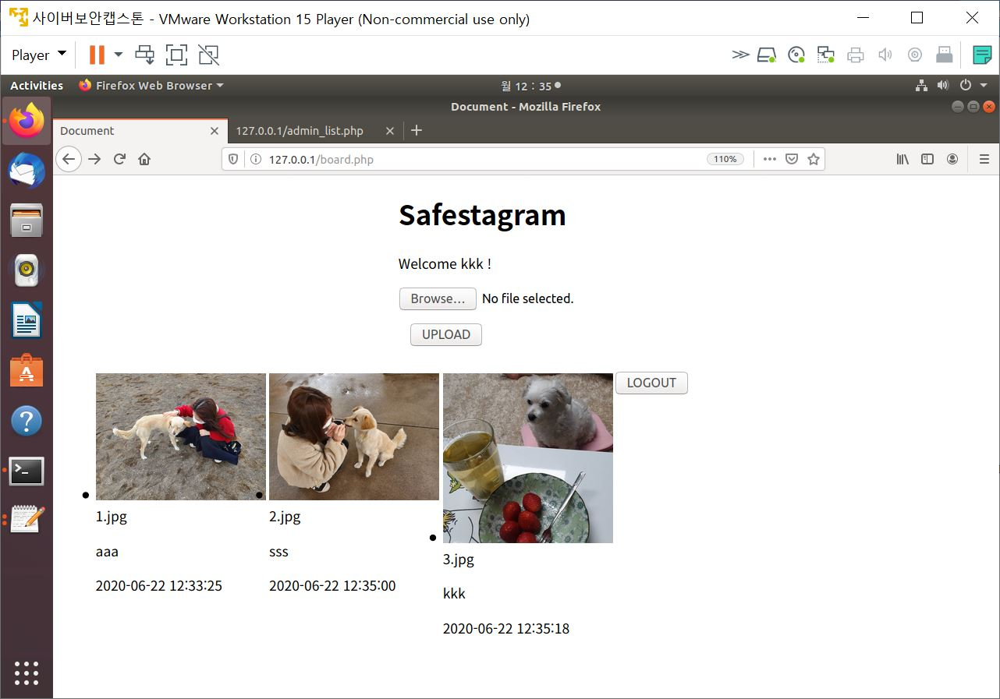 사이버보안캡스톤 - VMware Workstation 15 Player (Non-commercial use only)
Player
Activities Firefox Web Browser 월 12 : 35
Document - Mozilla Firefox
Document 127.0.0.1/admin_list.php
127.0.0.1/board.php 110%
Safestagram
Welcome kkk !
Browse... No file selected.
UPLOAD
LOGOUT
1.jpg 2.jpg
aaa sss
2020-06-22 12:33:25 2020-06-22 12:35:00
3.jpg
kkk
2020-06-22 12:35:18